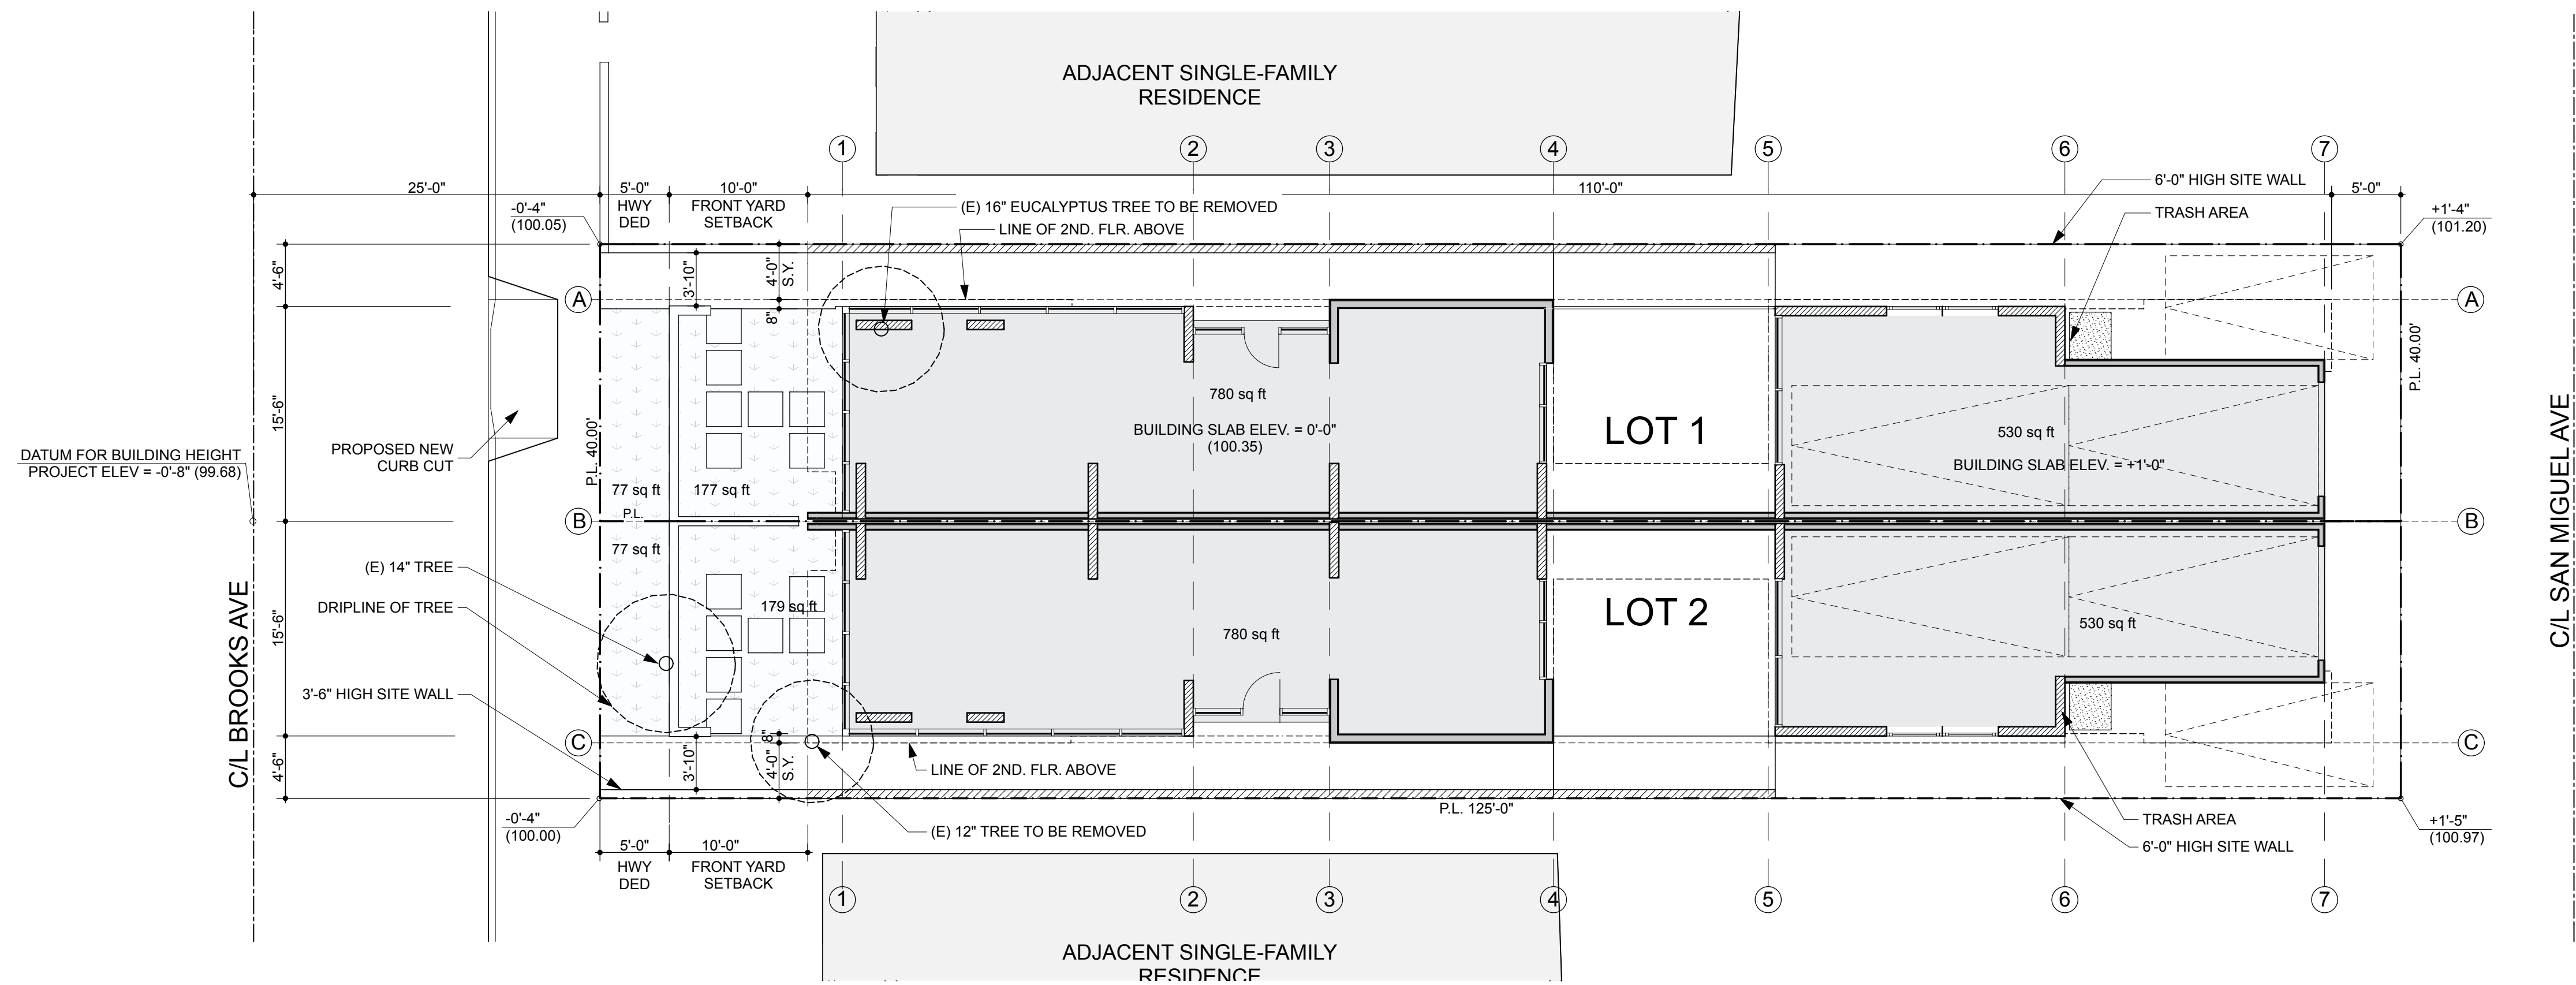 ADJACENT SINGLE-FAMILY
RESIDENCE
1
2
3
4
5
6
7
25'-0"
5'-0"
HWY
DED
10'-0"
FRONT YARD
SETBACK
110'-0"
5'-0"
6'-0" HIGH SITE WALL
TRASH AREA
-0'-4"
(100.05)
+1'-4"
(101.20)
(E) 16" EUCALYPTUS TREE TO BE REMOVED
LINE OF 2ND. FLR. ABOVE
4'-6"
3'-10"
4'-0"
S.Y.
8"
A
A
15'-6"
P.L. 40.00'
P.L. 40.00'
780 sq ft
BUILDING SLAB ELEV. = 0'-0"
(100.35)
LOT 1
530 sq ft
BUILDING SLAB ELEV. = +1'-0"
PROPOSED NEW
CURB CUT
DATUM FOR BUILDING HEIGHT
PROJECT ELEV = -0'-8" (99.68)
77 sq ft
177 sq ft
P.L.
B
B
77 sq ft
(E) 14" TREE
DRIPLINE OF TREE
179 sq ft
780 sq ft
LOT 2
530 sq ft
15'-6"
3'-6" HIGH SITE WALL
C/L BROOKS AVE
C/L SAN MIGUEL AVE
C
C
4'-6"
3'-10"
8"
4'-0"
S.Y.
LINE OF 2ND. FLR. ABOVE
P.L. 125'-0"
-0'-4"
(100.00)
(E) 12" TREE TO BE REMOVED
TRASH AREA
6'-0" HIGH SITE WALL
+1'-5"
(100.97)
5'-0"
HWY
DED
10'-0"
FRONT YARD
SETBACK
1
2
3
4
5
6
7
ADJACENT SINGLE-FAMILY
RESIDENCE